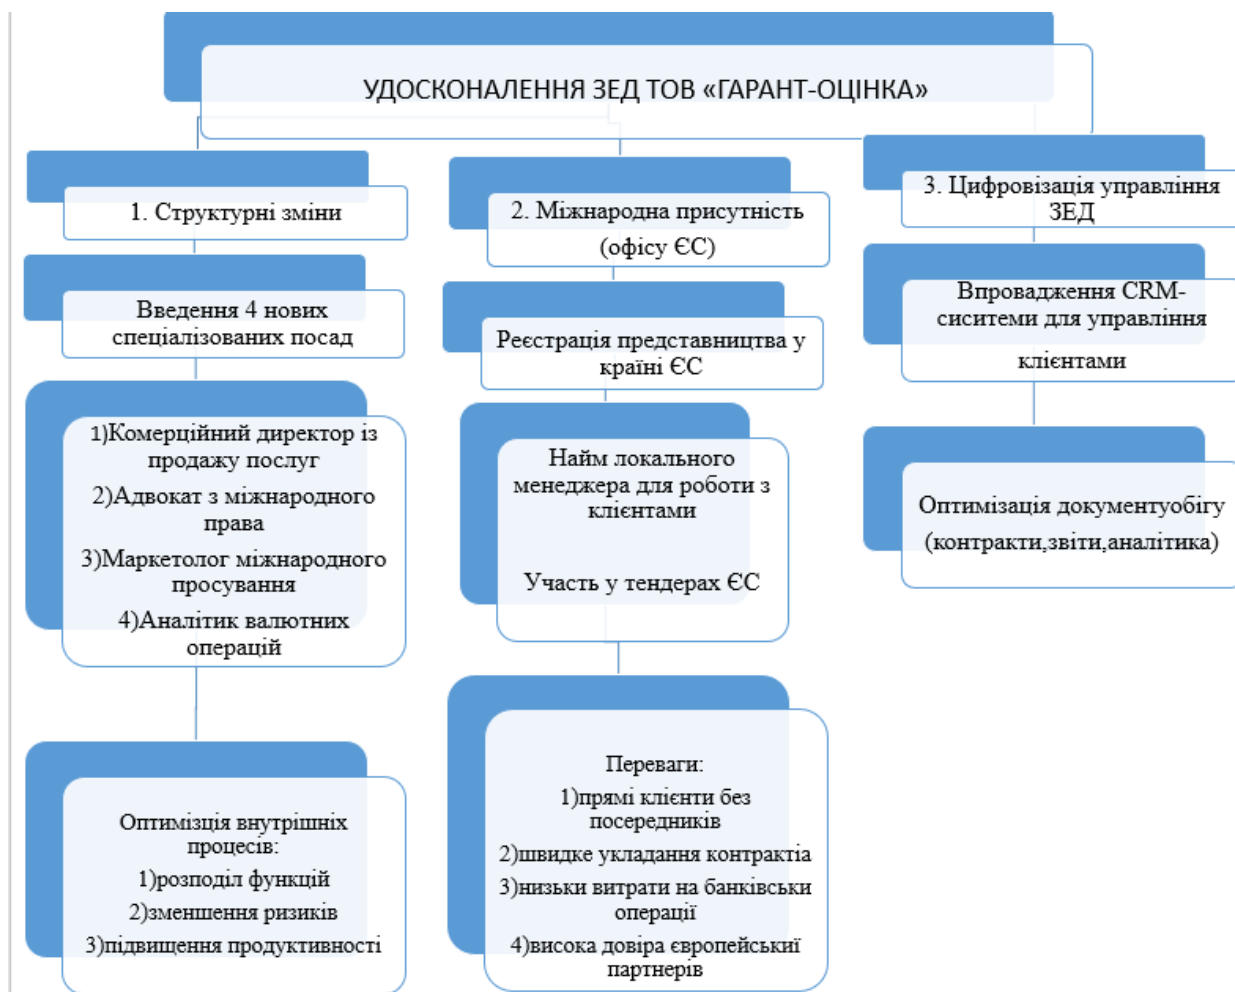 УДОСКОНАЛЕННЯ ЗЕД ТОВ «ГАРАНТ-ОЦІНКА»
1. Структурні зміни
Введення 4 нових
спеціалізованих посад
1)Комерційний директор із
продажу послуг
2)Адвокат з міжнародного
права
3)Маркетолог міжнародного
просування
4)Аналітик валютних
операцій
Оптимізція внутрішніх
процесів:
1)розподіл функцій
2)зменшення ризиків
3)підвищення продуктивності
2. Міжнародна присутність
(офісу ЄС)
Реєстрація представництва у
країні ЄС
Найм локального
менеджера для роботи з
клієнтами
Участь у тендерах ЄС
Переваги:
1)прямі клієнти без
посередників
2)швидке укладання контрактіа
3)низьки витрати на банківськи
операції
4)висока довіра європейськиї
партнерів
3. Цифровізація управління
ЗЕД
Впровадження CRM-
сиситеми для управління
клієнтами
Оптимізація документуобігу
(контракти,звіти,аналітика)